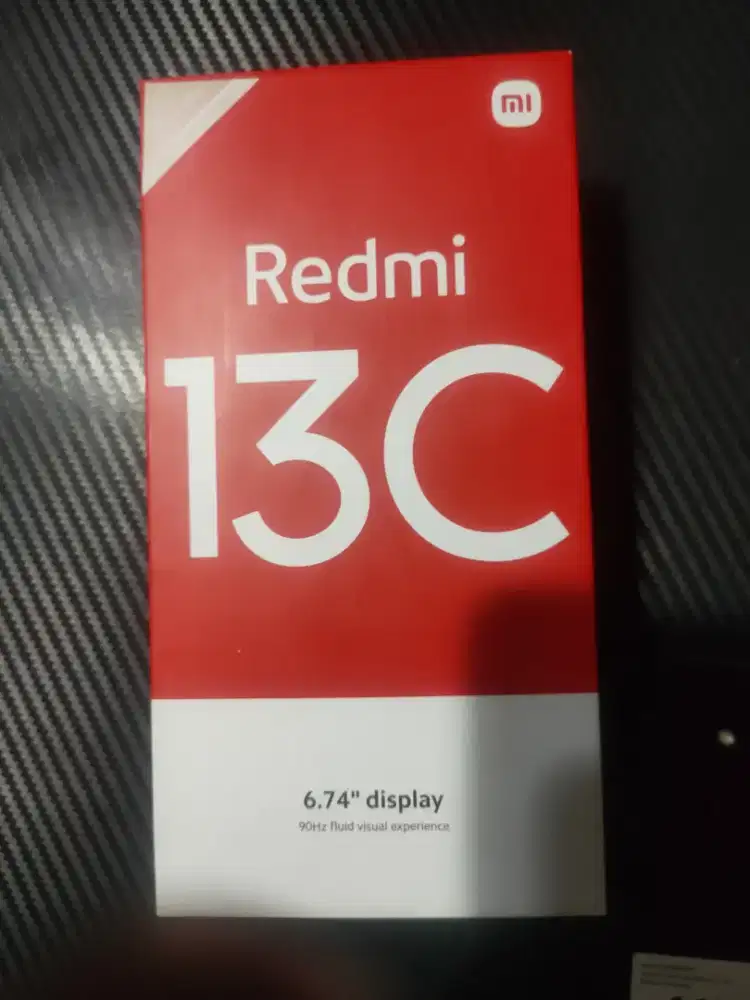 mi
Redmi
13C
6.74" display
90Hz fluid visual experience